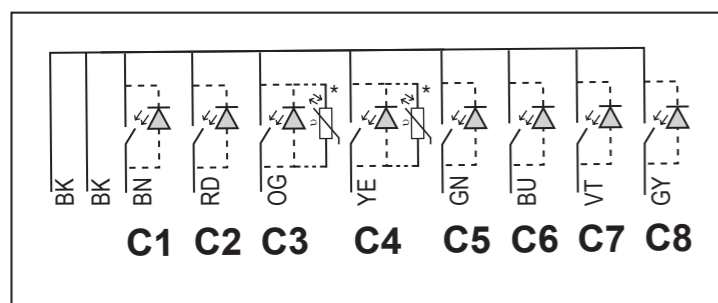 * *
BK BK BN RD OG YE GN BU VT GY
C1 C2 C3 C4 C5 C6 C7 C8